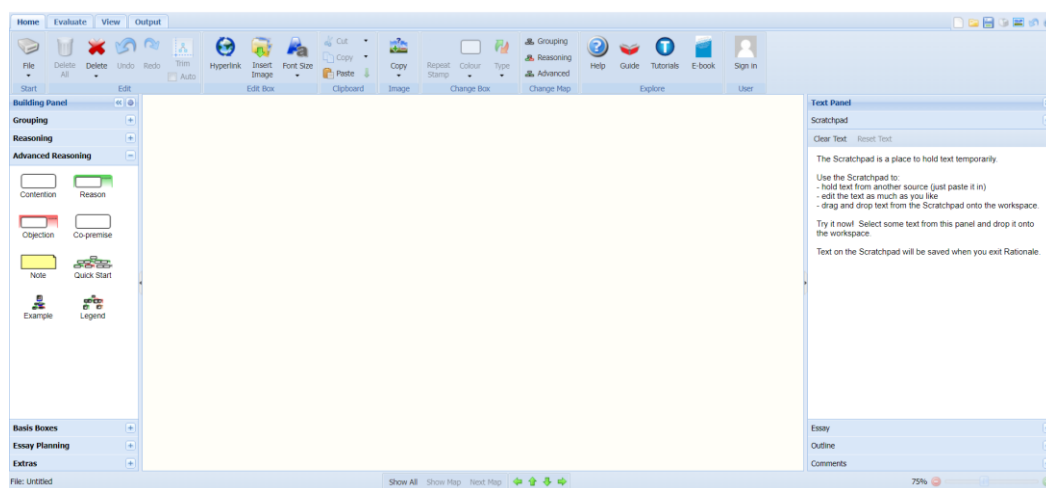 Home Evaluate View Output
File Delete All Delete Undo Redo Trim Auto Hyperlink Insert Image Font Size Cut Copy Paste Copy Repeat Stamp Colour Type Grouping Reasoning Advanced Help Guide Tutorials E-book Sign in
Start Edit Edit Box Clipboard Image Change Box Change Map Explore User
Building Panel
Grouping
Reasoning
Advanced Reasoning
Contention Reason
Objection Co-premise
Note Quick Start
Example Legend
Basis Boxes
Essay Planning
Extras
Text Panel
Scratchpad
Clear Text Reset Text
The Scratchpad is a place to hold text temporarily.
Use the Scratchpad to:
- hold text from another source (just paste it in)
- edit the text as much as you like
- drag and drop text from the Scratchpad onto the workspace.
Try it now! Select some text from this panel and drop it onto
the workspace.
Text on the Scratchpad will be saved when you exit Rationale.
Essay
Outline
Comments
File: Untitled Show All Show Map Next Map 75%